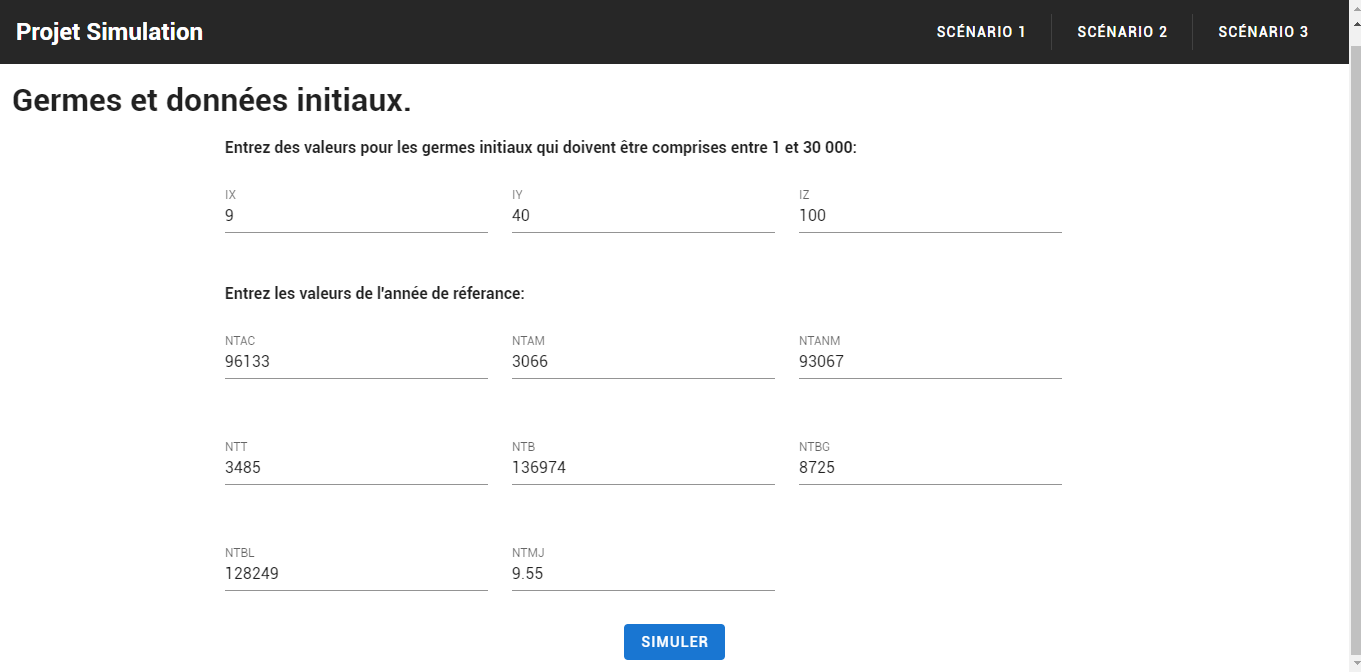 Projet Simulation
SCÉNARIO 1
SCÉNARIO 2
SCÉNARIO 3
Germes et données initiaux.
Entrez des valeurs pour les germes initiaux qui doivent être comprises entre 1 et 30 000:
IX
9
IY
40
IZ
100
Entrez les valeurs de l'année de réferance:
NTAC
96133
NTAM
3066
NTANM
93067
NTT
3485
NTB
136974
NTBG
8725
NTBL
128249
NTMJ
9.55
SIMULER